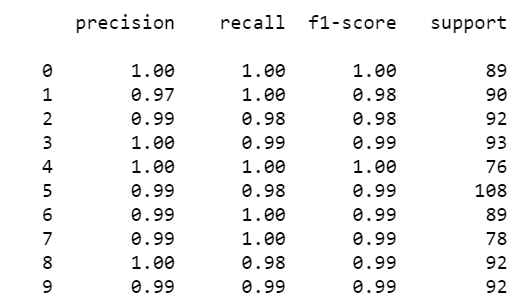 precision recall f1-score support
0 1.00 1.00 1.00 89
1 0.97 1.00 0.98 90
2 0.99 0.98 0.98 92
3 1.00 0.99 0.99 93
4 1.00 1.00 1.00 76
5 0.99 0.98 0.99 108
6 0.99 1.00 0.99 89
7 0.99 1.00 0.99 78
8 1.00 0.98 0.99 92
9 0.99 0.99 0.99 92